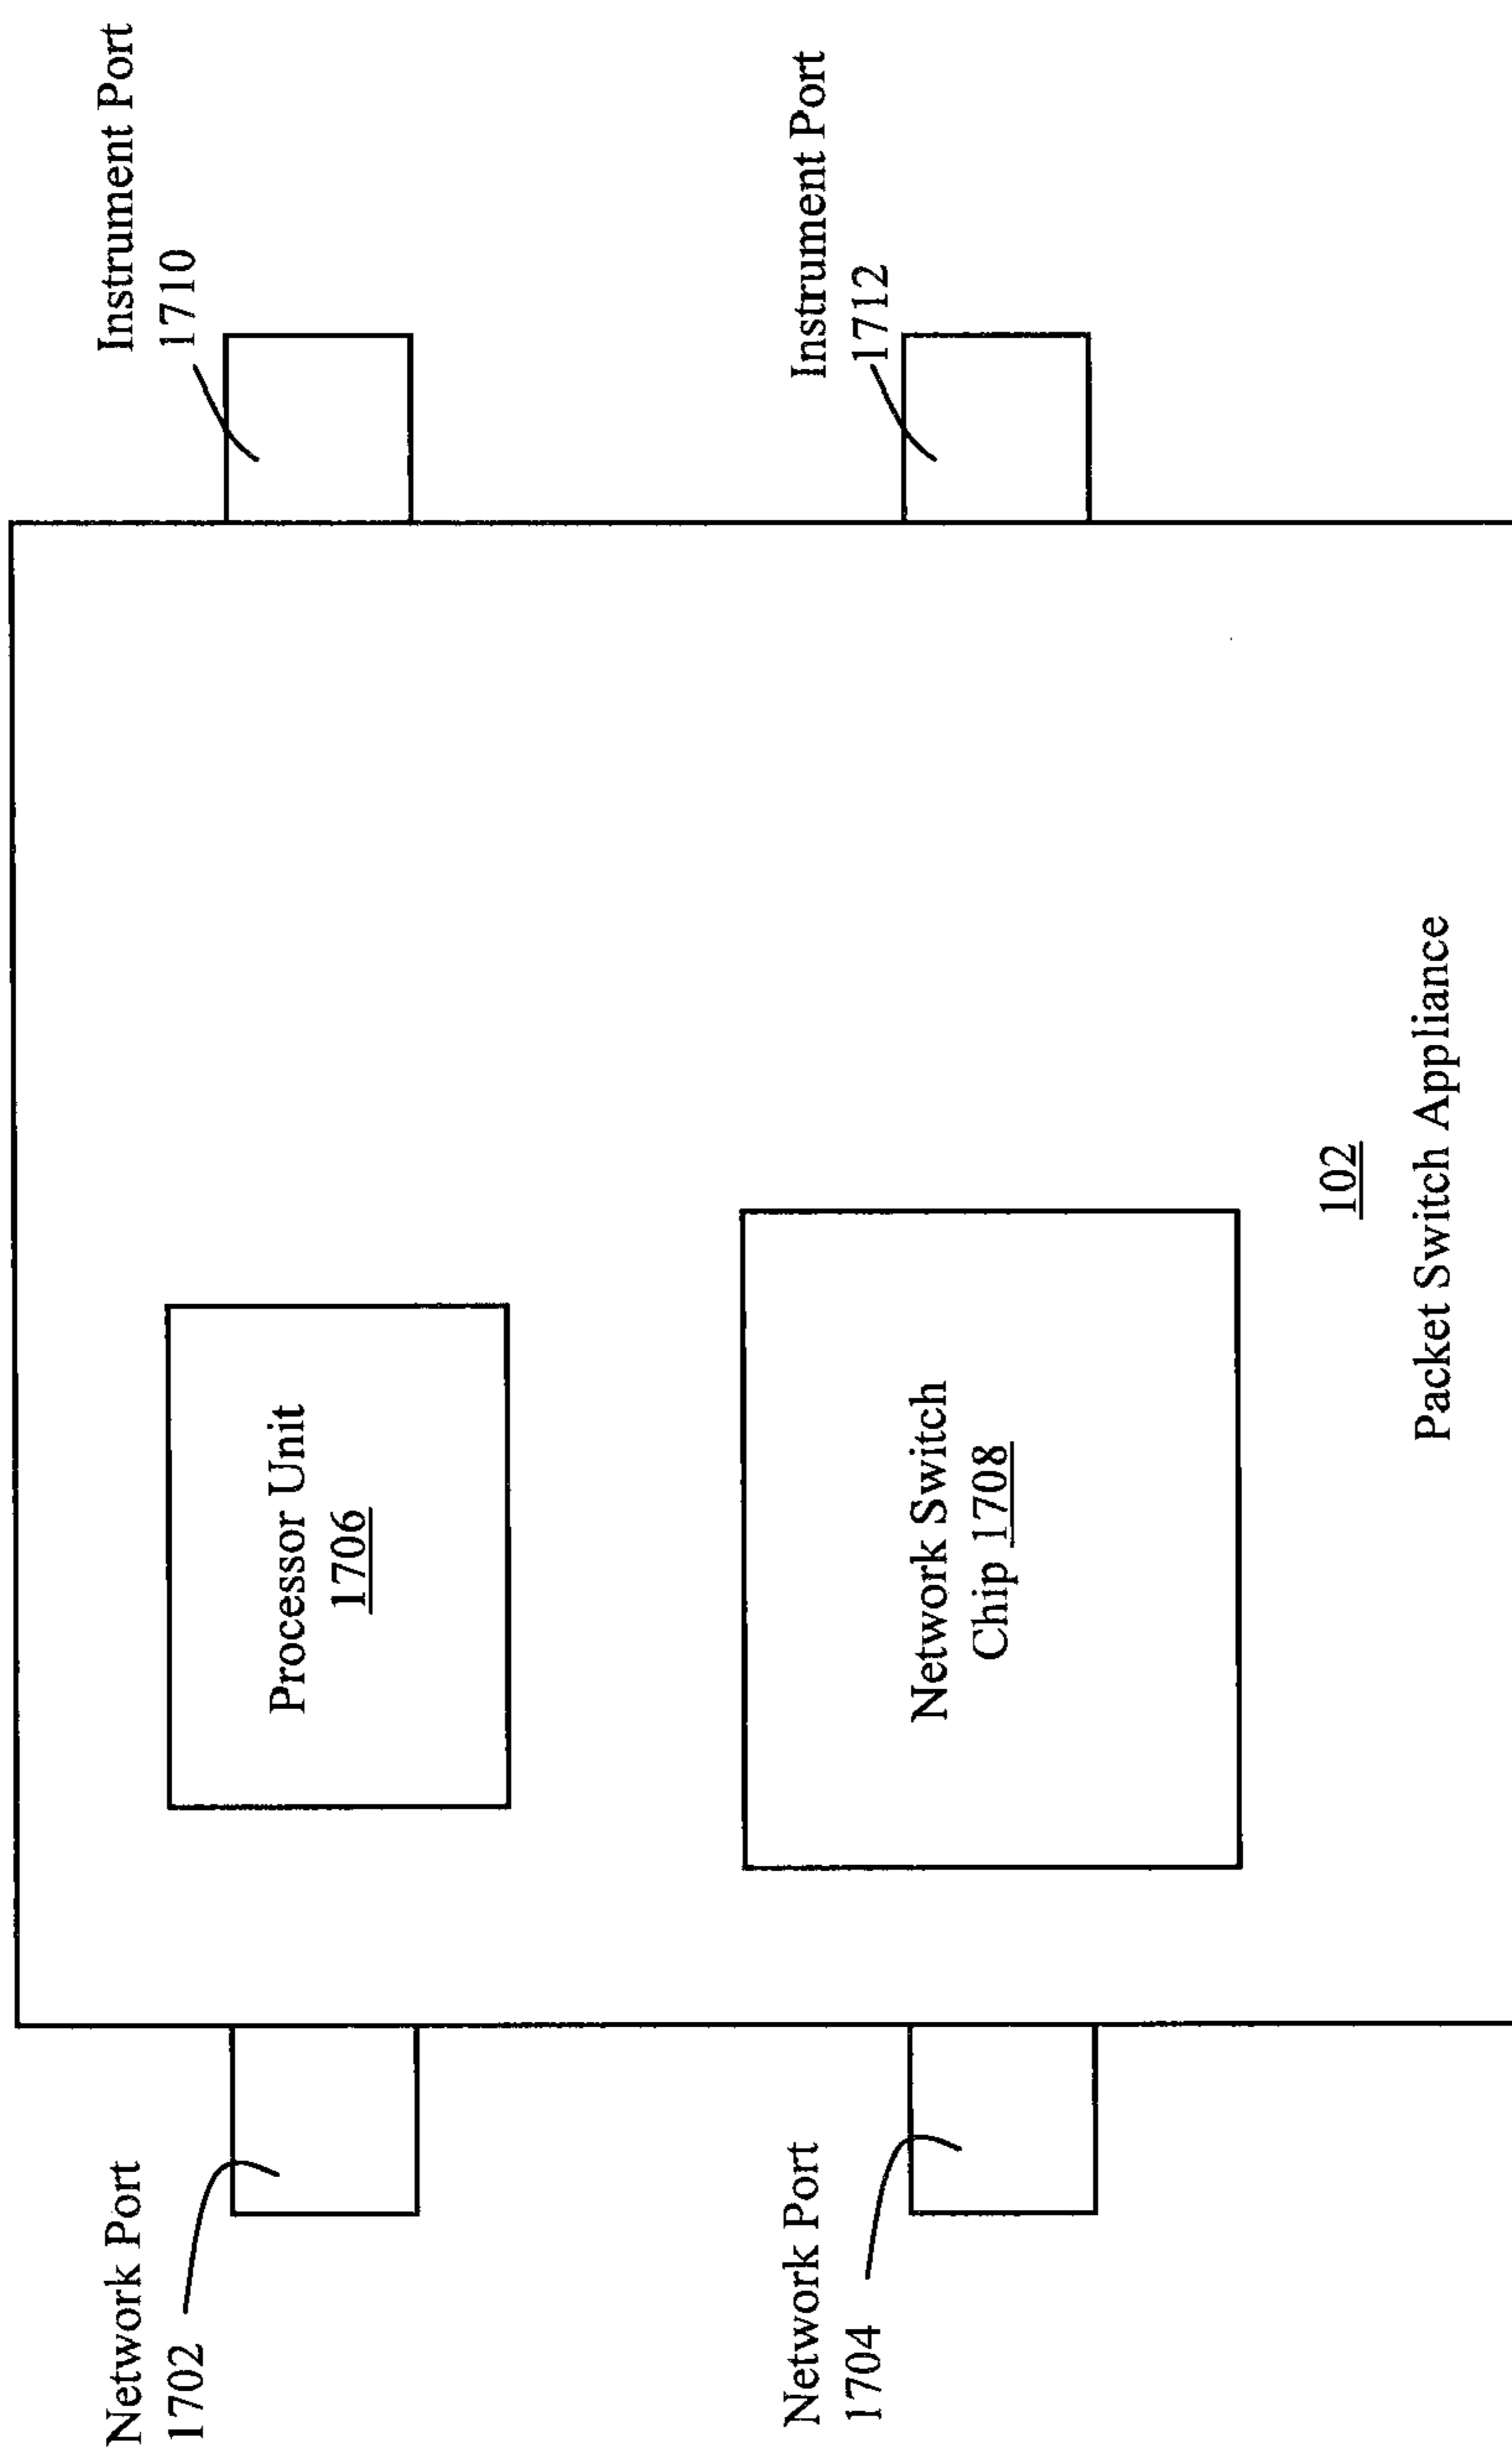 Network Port
1702
Processor Unit
1706
Instrument Port
1710
Network Port
1704
Network Switch
Chip 1708
Instrument Port
1712
102
Packet Switch Appliance